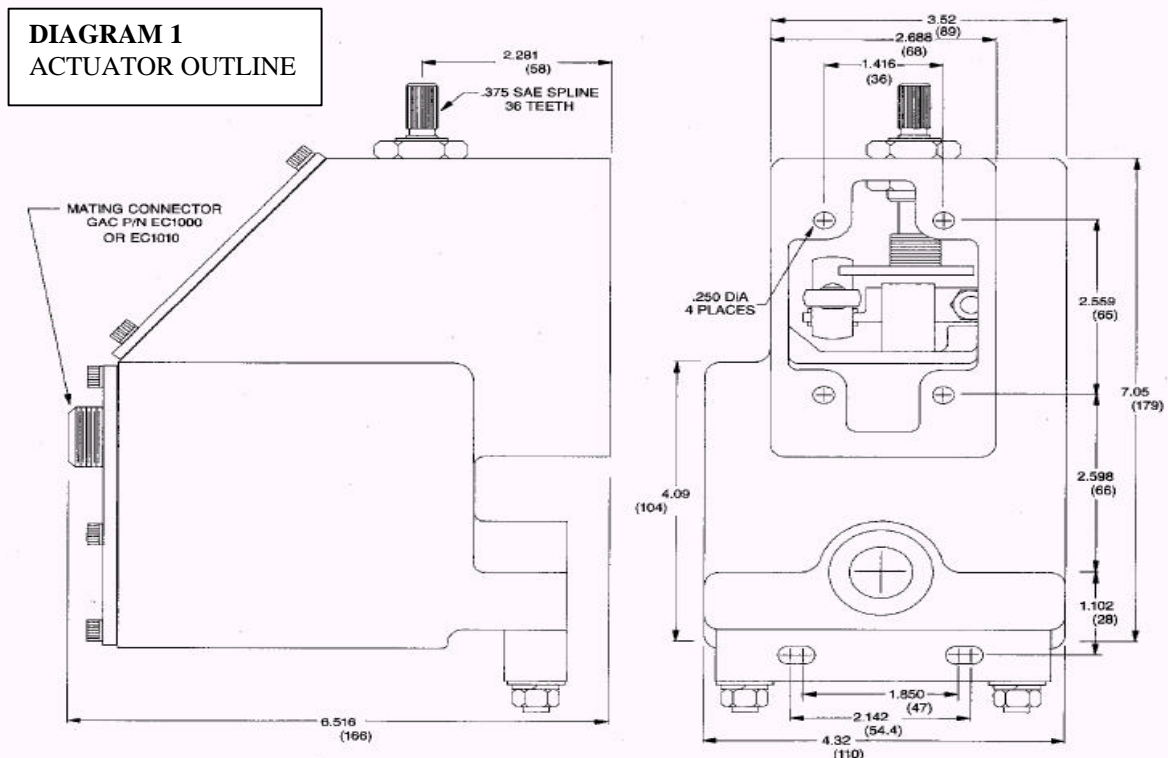 DIAGRAM 1
ACTUATOR OUTLINE
2.281
(58)
.375 SAE SPLINE
36 TEETH
MATING CONNECTOR
GAC P/N EC1000
OR EC1010
6.516
(166)
3.52
(89)
2.688
(68)
1.416
(36)
.250 DIA
4 PLACES
2.559
(65)
7.05
(179)
2.598
(66)
4.09
(104)
1.102
(28)
1.850
(47)
2.142
(54.4)
4.32
(110)